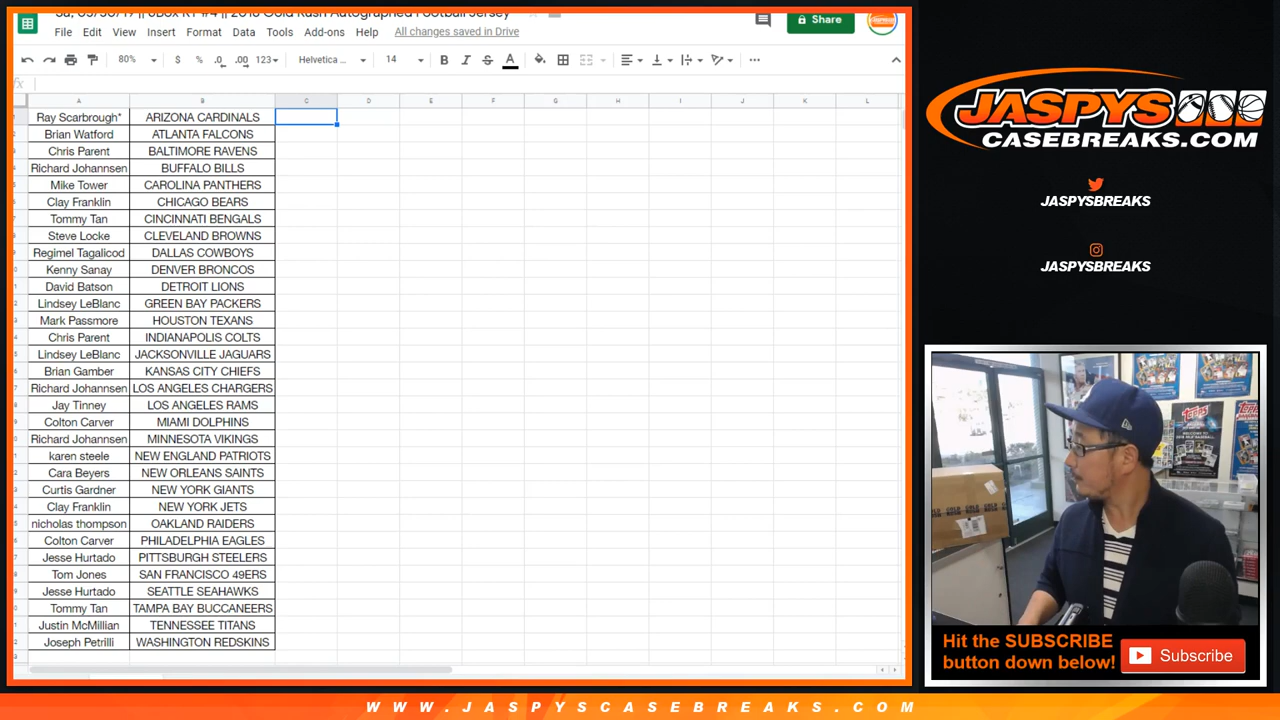 Share
File Edit View Insert Format Data Tools Add-ons Help All changes saved in Drive
80% $ % .0 .00 123 Helvetica ... 14 B I S A
fx
A B C D E F G H I J K L
Ray Scarbrough* ARIZONA CARDINALS
Brian Watford ATLANTA FALCONS
Chris Parent BALTIMORE RAVENS
Richard Johannsen BUFFALO BILLS
Mike Tower CAROLINA PANTHERS
Clay Franklin CHICAGO BEARS
Tommy Tan CINCINNATI BENGALS
Steve Locke CLEVELAND BROWNS
Regimel Tagalicod DALLAS COWBOYS
Kenny Sanay DENVER BRONCOS
David Batson DETROIT LIONS
Lindsey LeBlanc GREEN BAY PACKERS
Mark Passmore HOUSTON TEXANS
Chris Parent INDIANAPOLIS COLTS
Lindsey LeBlanc JACKSONVILLE JAGUARS
Brian Gamber KANSAS CITY CHIEFS
Richard Johannsen LOS ANGELES CHARGERS
Jay Tinney LOS ANGELES RAMS
Colton Carver MIAMI DOLPHINS
Richard Johannsen MINNESOTA VIKINGS
karen steele NEW ENGLAND PATRIOTS
Cara Beyers NEW ORLEANS SAINTS
Curtis Gardner NEW YORK GIANTS
Clay Franklin NEW YORK JETS
nicholas thompson OAKLAND RAIDERS
Colton Carver PHILADELPHIA EAGLES
Jesse Hurtado PITTSBURGH STEELERS
Tom Jones SAN FRANCISCO 49ERS
Jesse Hurtado SEATTLE SEAHAWKS
Tommy Tan TAMPA BAY BUCCANEERS
Justin McMillian TENNESSEE TITANS
Joseph Petrilli WASHINGTON REDSKINS
JASPYS
CASEBREAKS.COM
JASPYSBREAKS
JASPYSBREAKS
Topps
Hit the SUBSCRIBE
button down below!
Subscribe
WWW.JASPYSCASEBREAKS.COM